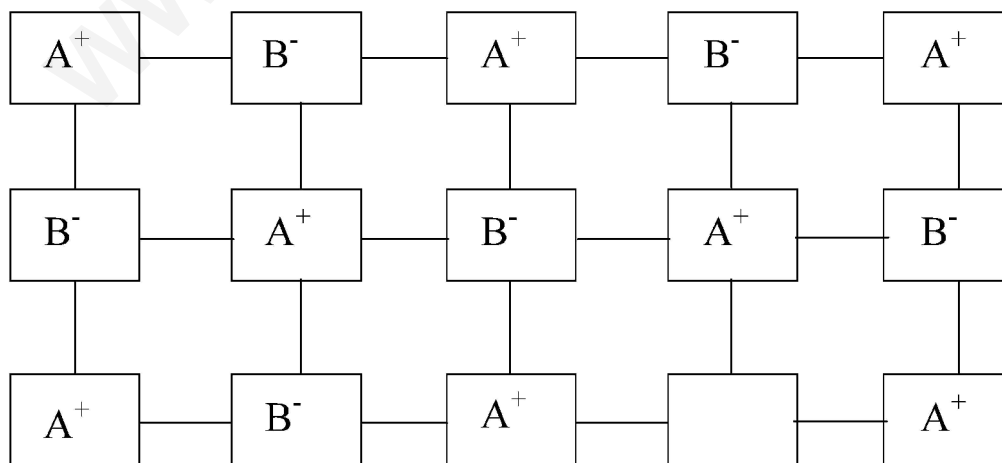 A⁺ B⁻ A⁺ B⁻ A⁺
B⁻ A⁺ B⁻ A⁺ B⁻
A⁺ B⁻ A⁺ A⁺